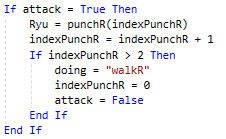 If attack = True Then
    Ryu = punchR(indexPunchR)
    indexPunchR = indexPunchR + 1
    If indexPunchR > 2 Then
        doing = "walkR"
        indexPunchR = 0
        attack = False
    End If
End If